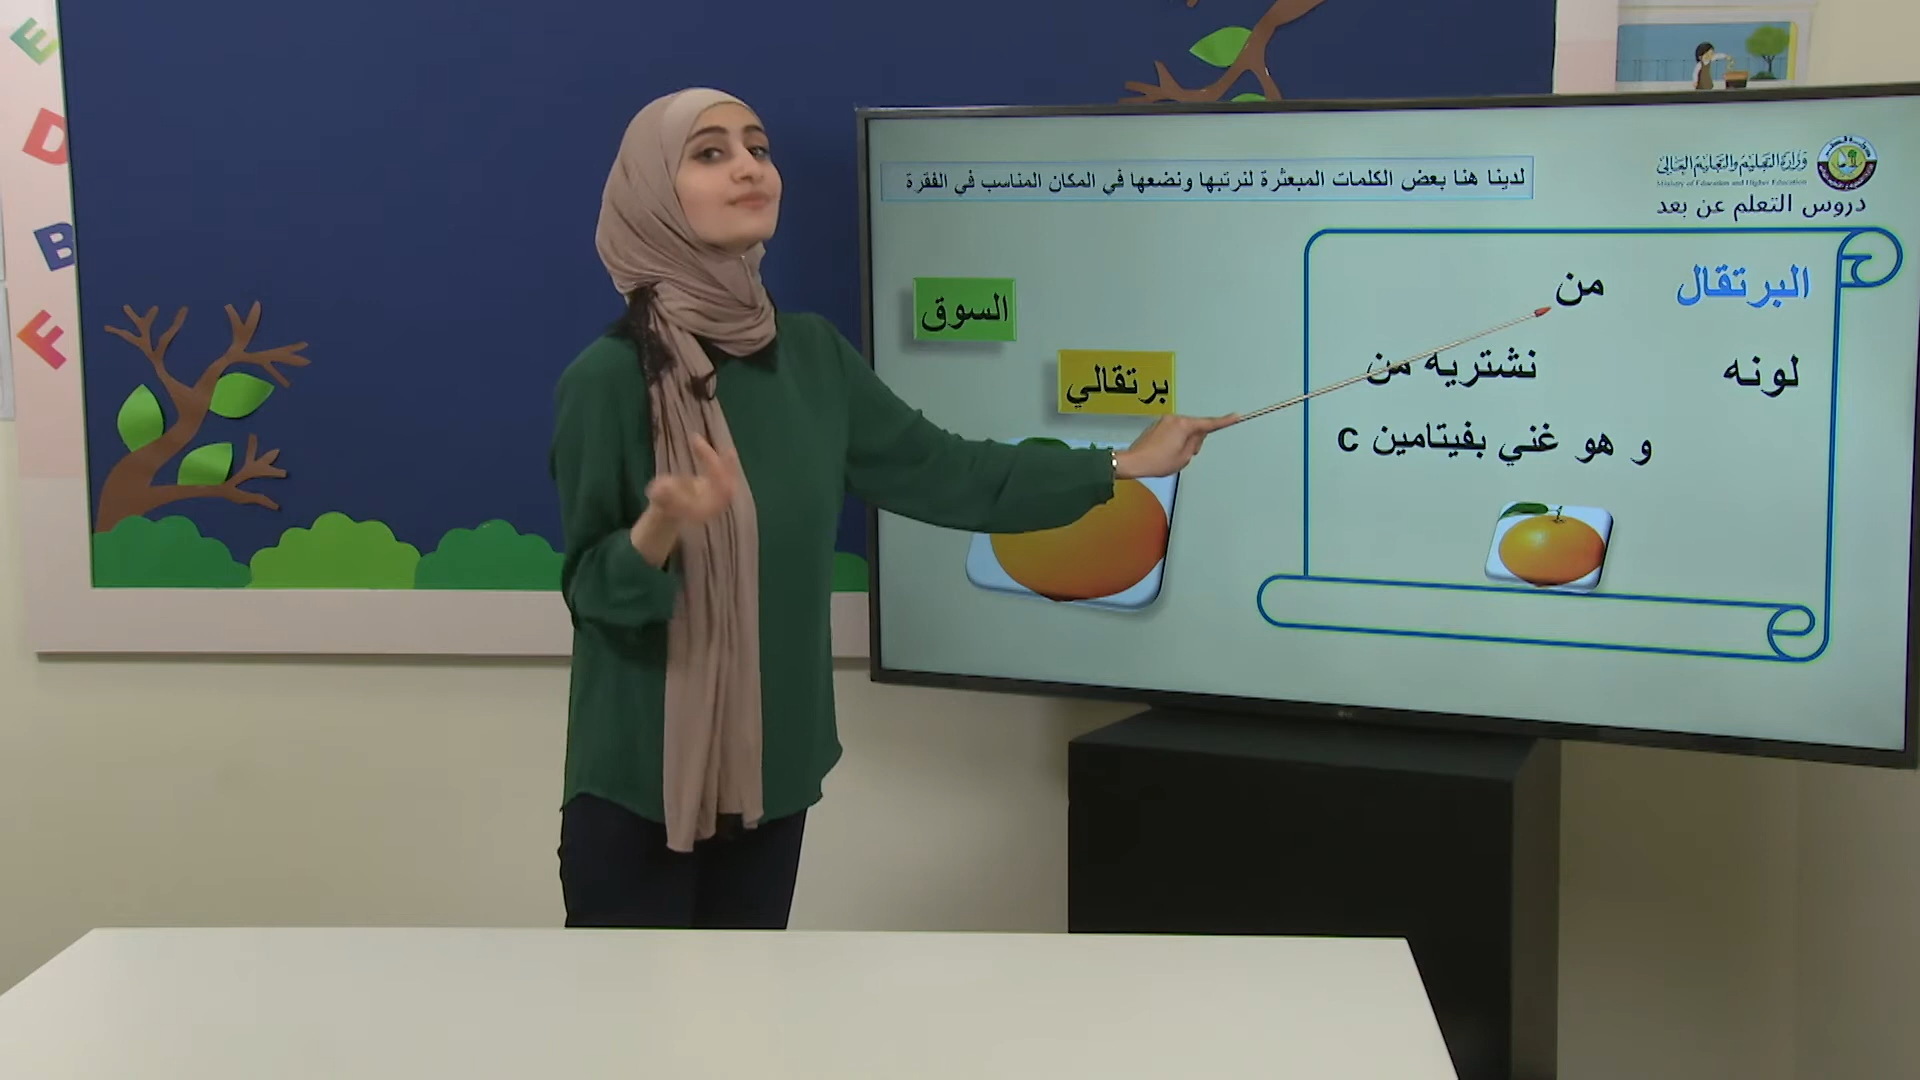 E
D
B
F
وزارة التعليم والتعليم العالي
Ministry of Education and Higher Education
دروس التعلم عن بعد
لدينا هنا بعض الكلمات المبعثرة لنرتبها ونضعها في المكان المناسب في الفقرة
البرتقال من
لونه نشتريه من
و هو غني بفيتامين C
السوق
برتقالي